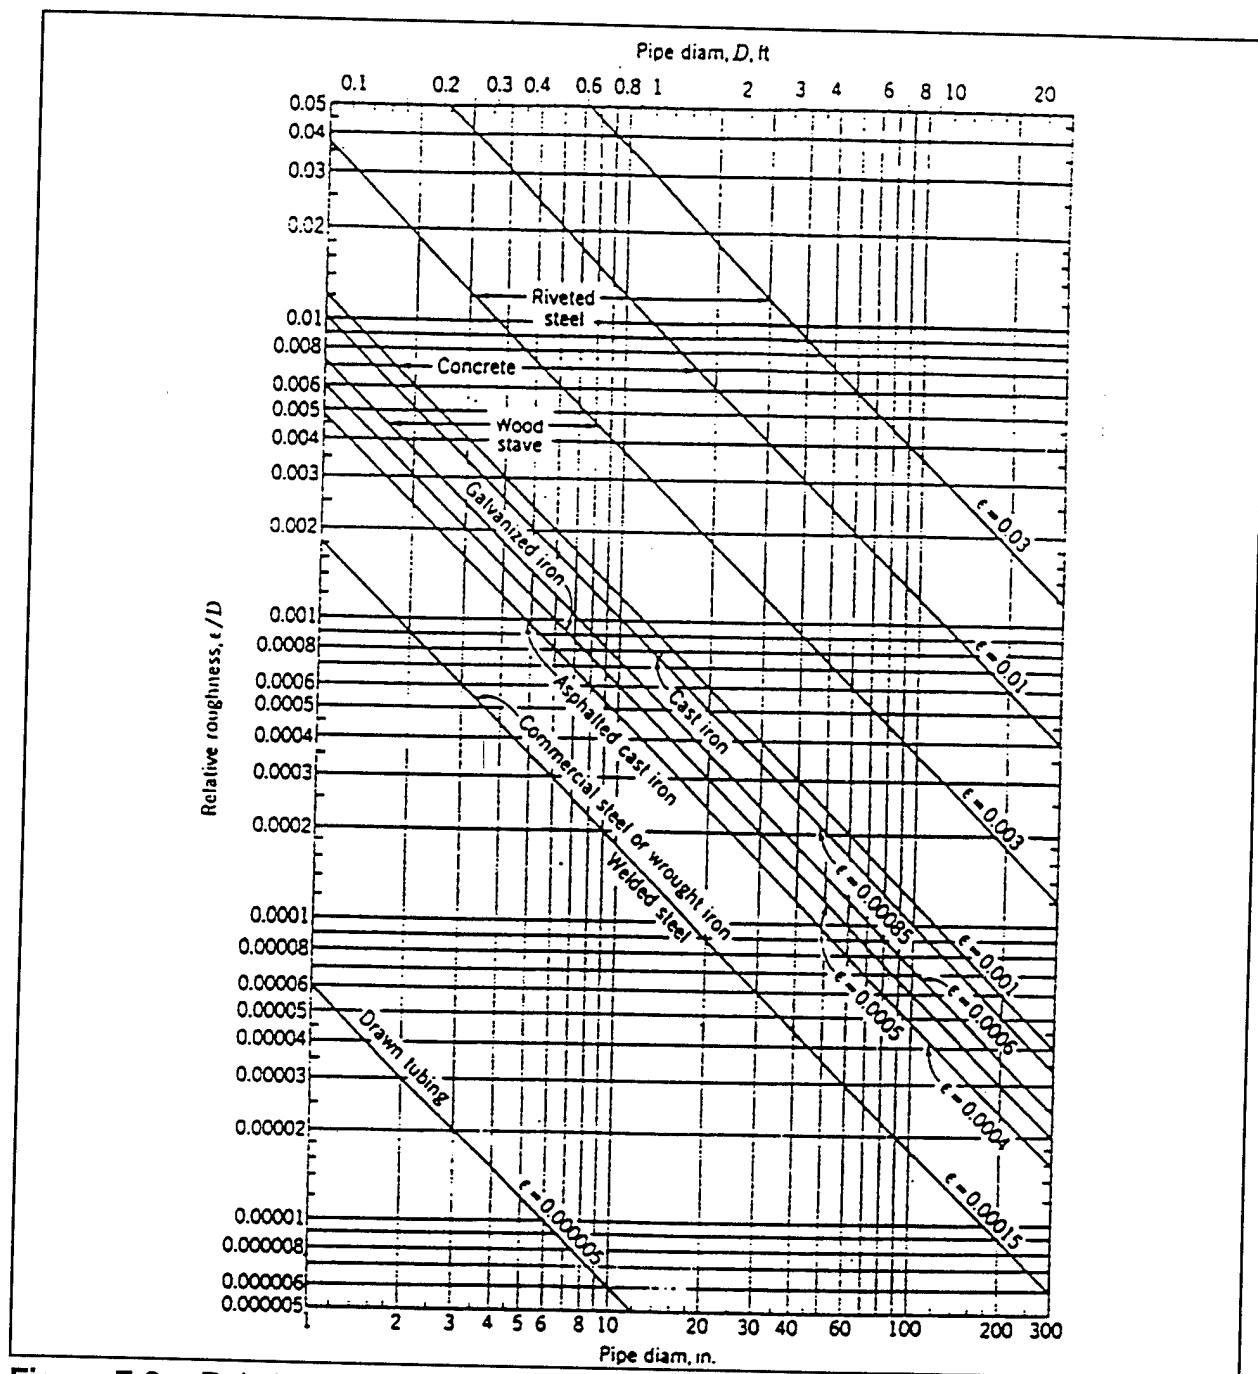 Pipe diam, D, ft
0.1 0.2 0.3 0.4 0.6 0.8 1 2 3 4 6 8 10 20
0.05
0.04
0.03
0.02
0.01
0.008
0.006
0.005
0.004
0.003
0.002
0.001
0.0008
0.0006
0.0005
0.0004
0.0003
0.0002
0.0001
0.00008
0.00006
0.00005
0.00004
0.00003
0.00002
0.00001
0.000008
0.000006
0.000005
Relative roughness, ε/D
Riveted
steel
Concrete
Wood
stave
Galvanized iron
Asphalted cast iron
Cast iron
Commercial steel or wrought iron
Welded steel
Drawn tubing
ε = 0.03
ε = 0.01
ε = 0.003
ε = 0.00085
ε = 0.001
ε = 0.0005
ε = 0.0006
ε = 0.0004
ε = 0.00015
ε = 0.000005
1 2 3 4 5 6 8 10 20 30 40 60 100 200 300
Pipe diam, in.